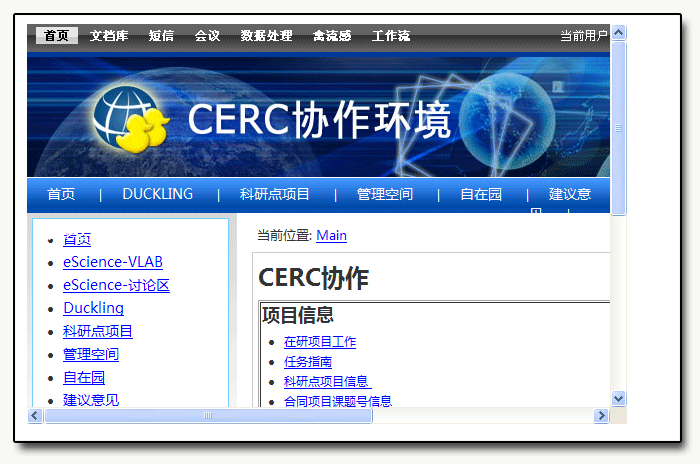 首页 文档库 短信 会议 数据处理 禽流感 工作流 当前用户
CERC协作环境
首页 | DUCKLING | 科研点项目 | 管理空间 | 自在园 | 建议意
当前位置: Main
首页
eScience-VLAB
eScience-讨论区
Duckling
科研点项目
管理空间
自在园
建议意见
CERC协作
项目信息
在研项目工作
任务指南
科研点项目信息
合同项目课题号信息